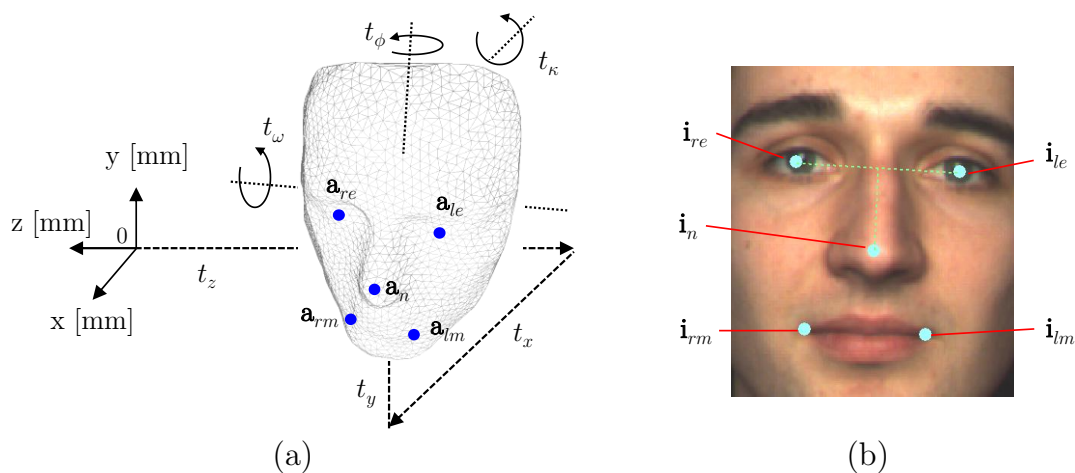 t_ϕ
t_κ
t_ω
y [mm]
z [mm]
0
x [mm]
t_z
a_re
a_le
a_n
a_rm
a_lm
t_x
t_y
(a)
i_re
i_le
i_n
i_rm
i_lm
(b)